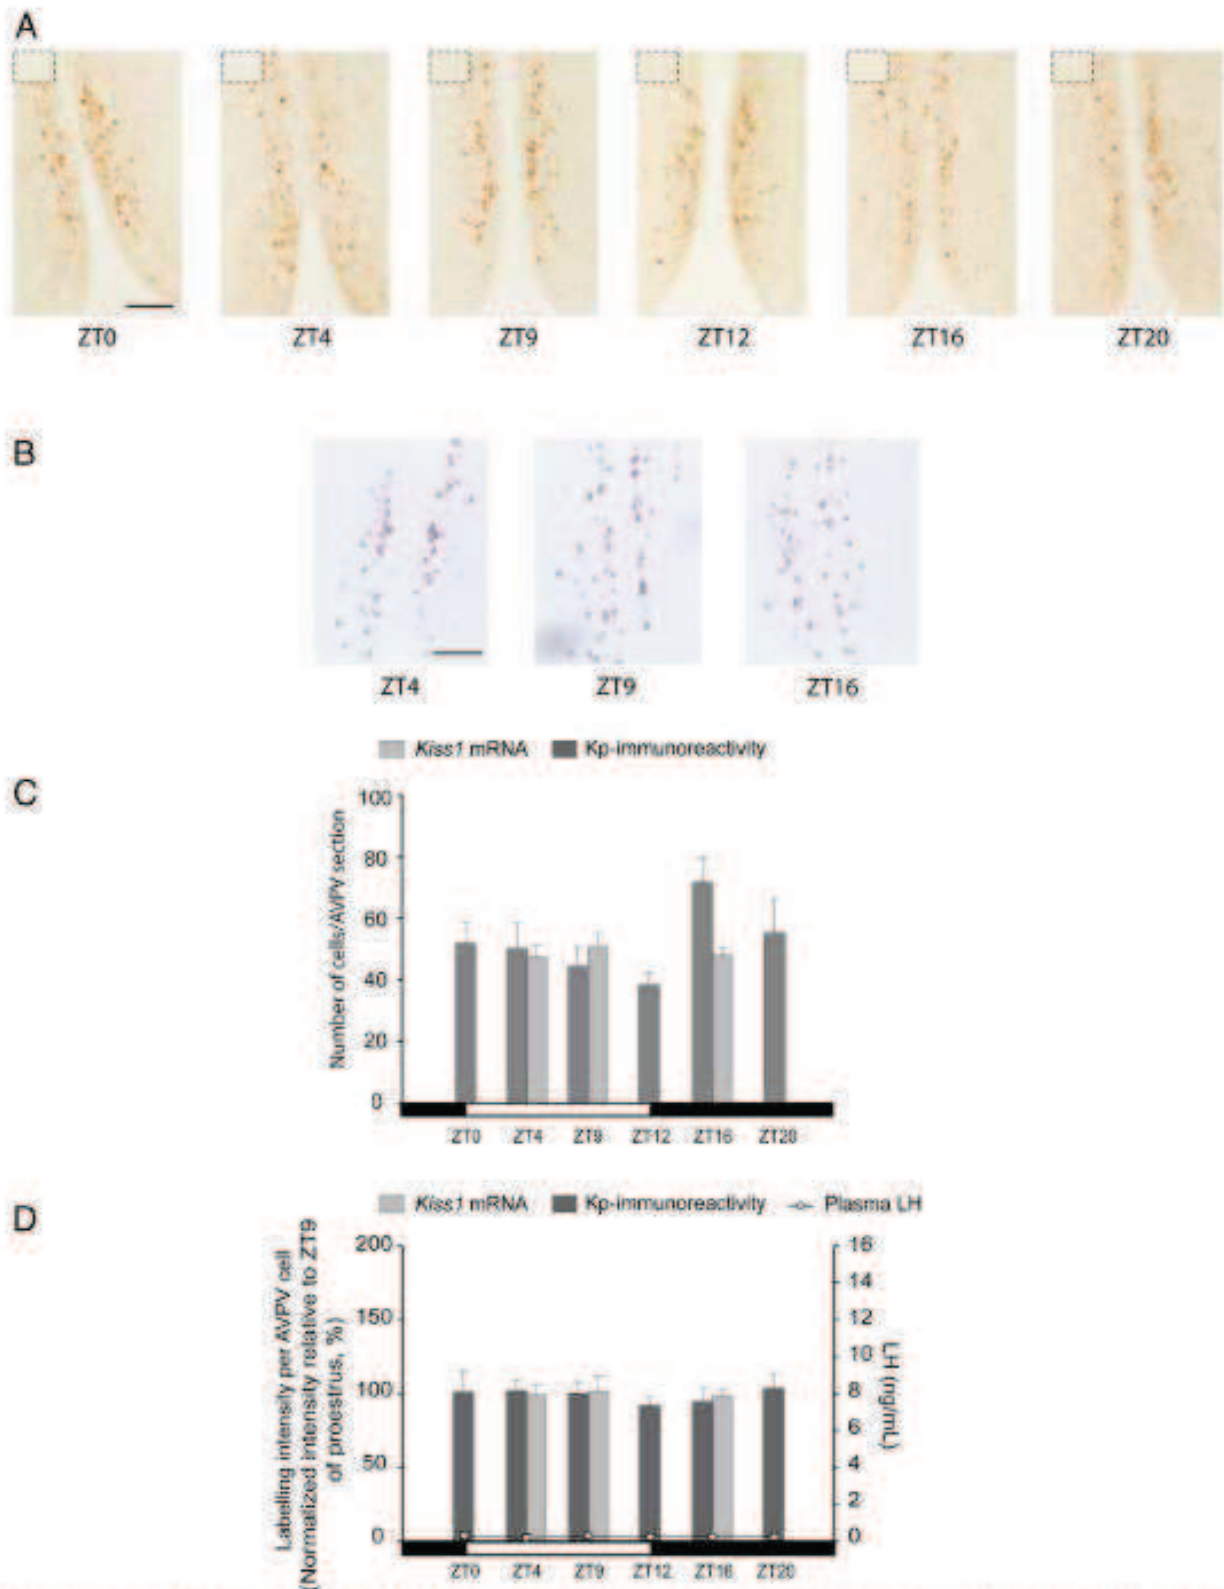 A
ZT0 ZT4 ZT9 ZT12 ZT16 ZT20
B
ZT4 ZT9 ZT16
Kiss1 mRNA Kp-immunoreactivity
C
Number of cells/AVPV section
100
80
60
40
20
0
ZT0 ZT4 ZT9 ZT12 ZT16 ZT20
D
Kiss1 mRNA Kp-immunoreactivity Plasma LH
Labelling intensity per AVPV cell
(Normalized intensity relative to ZT9
of proestrus, %)
200
150
100
50
0
16
14
12
10
8
6
4
2
0
LH (ng/mL)
ZT0 ZT4 ZT9 ZT12 ZT16 ZT20